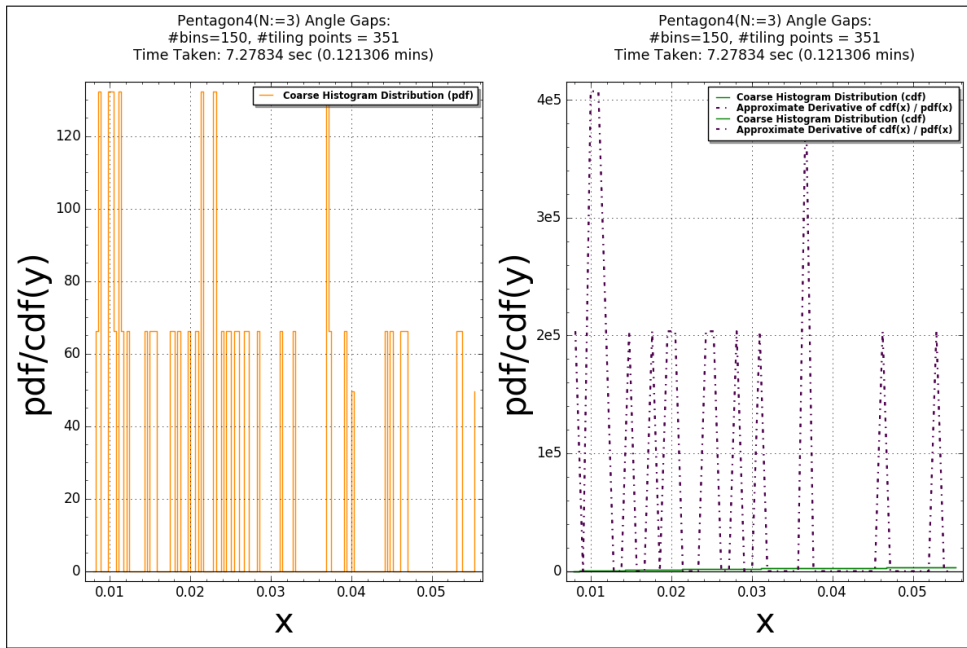 Pentagon4(N:=3) Angle Gaps:
#bins=150, #tiling points = 351
Time Taken: 7.27834 sec (0.121306 mins)
Coarse Histogram Distribution (pdf)
pdf/cdf(y)
120
100
80
60
40
20
0
0.01 0.02 0.03 0.04 0.05
x
Pentagon4(N:=3) Angle Gaps:
#bins=150, #tiling points = 351
Time Taken: 7.27834 sec (0.121306 mins)
Coarse Histogram Distribution (cdf)
Approximate Derivative of cdf(x) / pdf(x)
Coarse Histogram Distribution (cdf)
Approximate Derivative of cdf(x) / pdf(x)
pdf/cdf(y)
4e5
3e5
2e5
1e5
0
0.01 0.02 0.03 0.04 0.05
x